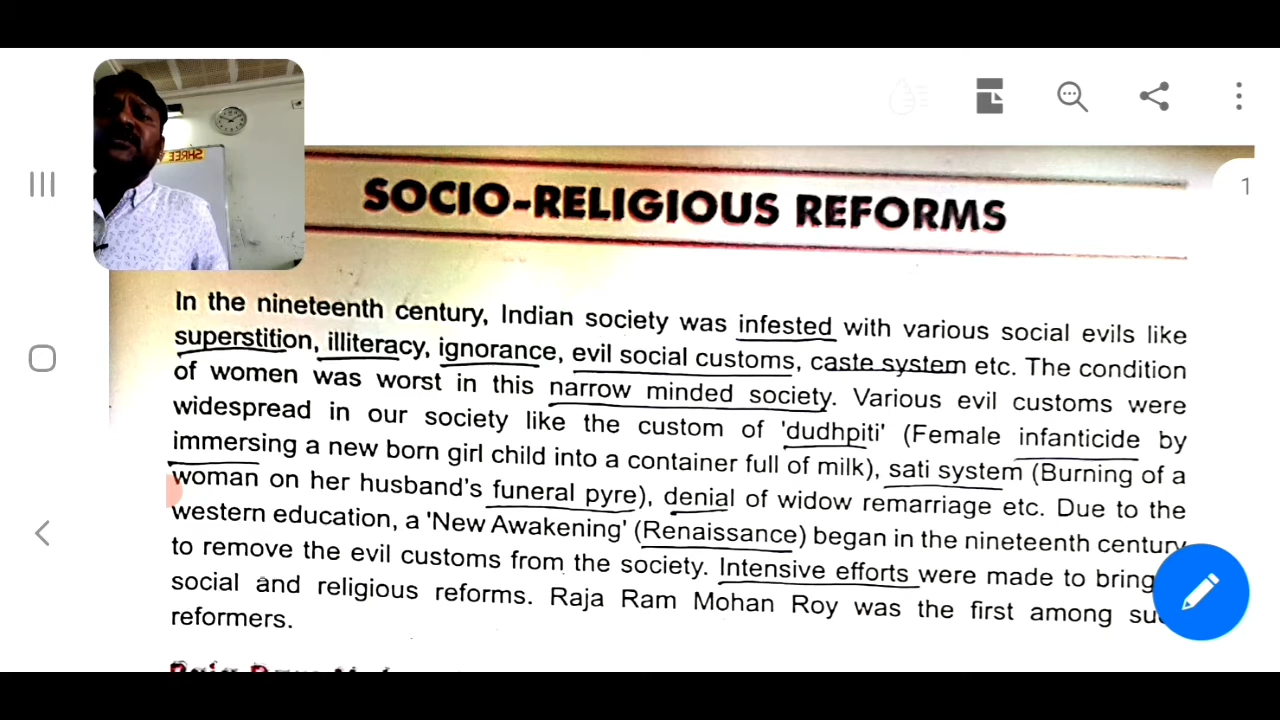 SHREE
1
SOCIO-RELIGIOUS REFORMS
In the nineteenth century, Indian society was infested with various social evils like
superstition, illiteracy, ignorance, evil social customs, caste system etc. The condition
of women was worst in this narrow minded society. Various evil customs were
widespread in our society like the custom of 'dudhpiti' (Female infanticide by
immersing a new born girl child into a container full of milk), sati system (Burning of a
woman on her husband's funeral pyre), denial of widow remarriage etc. Due to the
western education, a 'New Awakening' (Renaissance) began in the nineteenth century
to remove the evil customs from the society. Intensive efforts were made to bring
social and religious reforms. Raja Ram Mohan Roy was the first among
reformers.